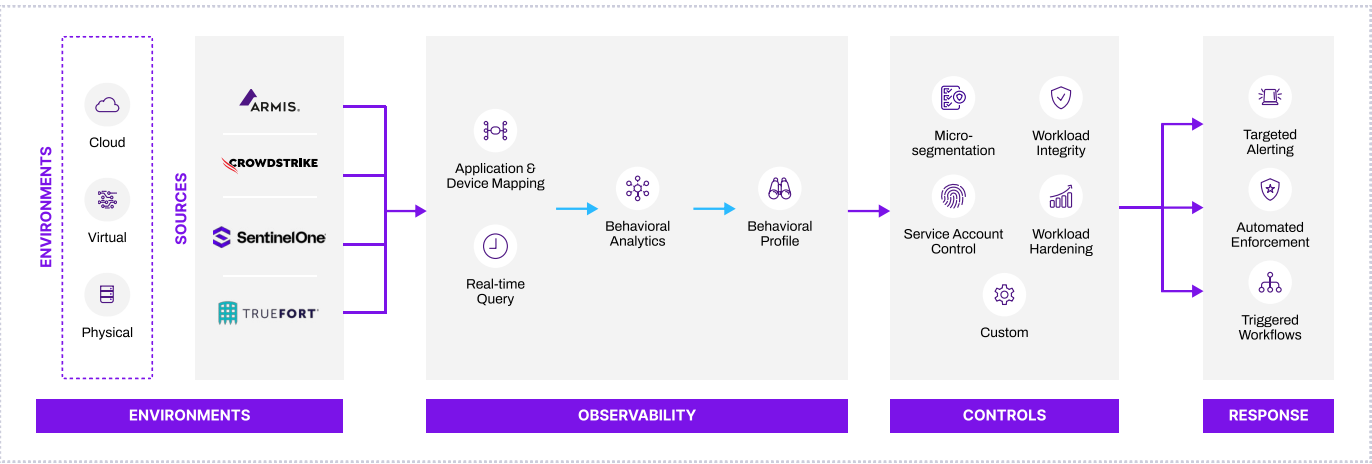 ENVIRONMENTS
Cloud
Virtual
Physical
SOURCES
ARMIS.
CROWDSTRIKE
SentinelOne
TRUEFORT
Application &
Device Mapping
Real-time
Query
Behavioral
Analytics
Behavioral
Profile
Micro-
segmentation
Workload
Integrity
Service Account
Control
Workload
Hardening
Custom
Targeted
Alerting
Automated
Enforcement
Triggered
Workflows
ENVIRONMENTS
OBSERVABILITY
CONTROLS
RESPONSE